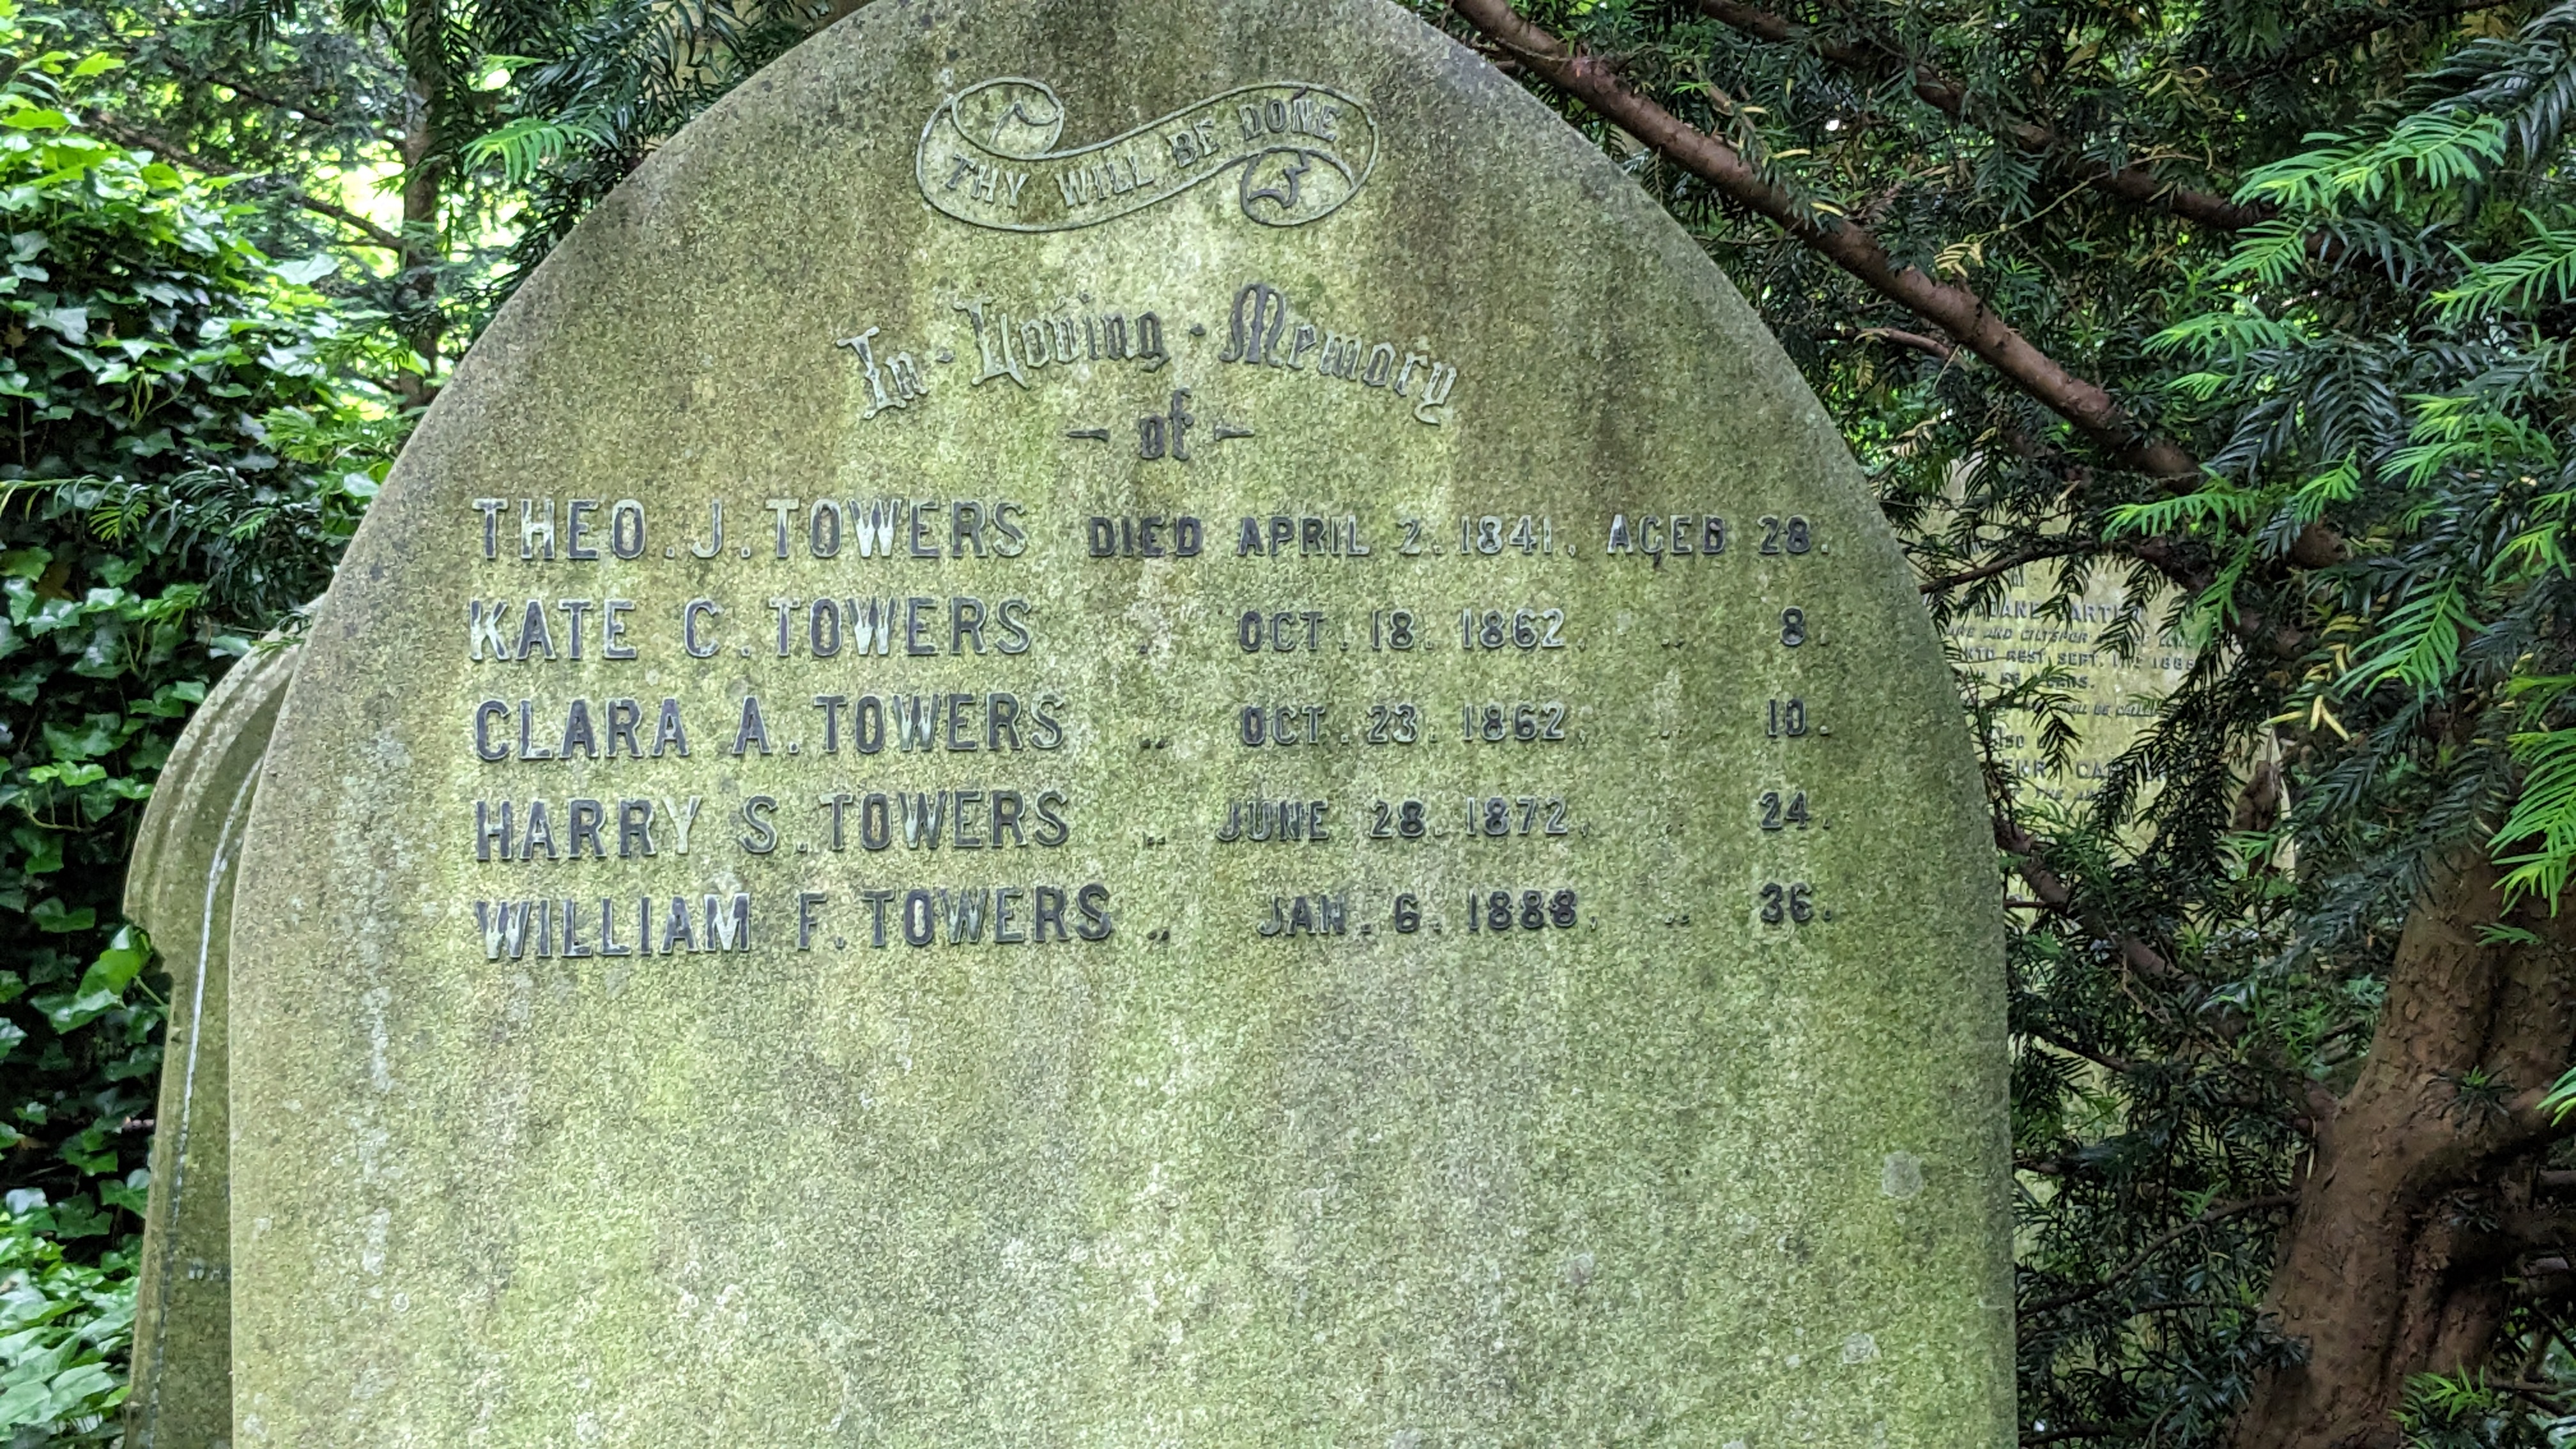 THY WILL BE DONE
In · Loving · Memory
- of -
THEO. J. TOWERS DIED APRIL 2. 1841, AGED 28.
KATE C. TOWERS „ OCT. 18. 1862, „ 8.
CLARA A. TOWERS „ OCT. 23. 1862, „ 10.
HARRY S. TOWERS „ JUNE 28. 1872, „ 24.
WILLIAM F. TOWERS „ JAN. 6. 1888, „ 36.
REST SEPT.